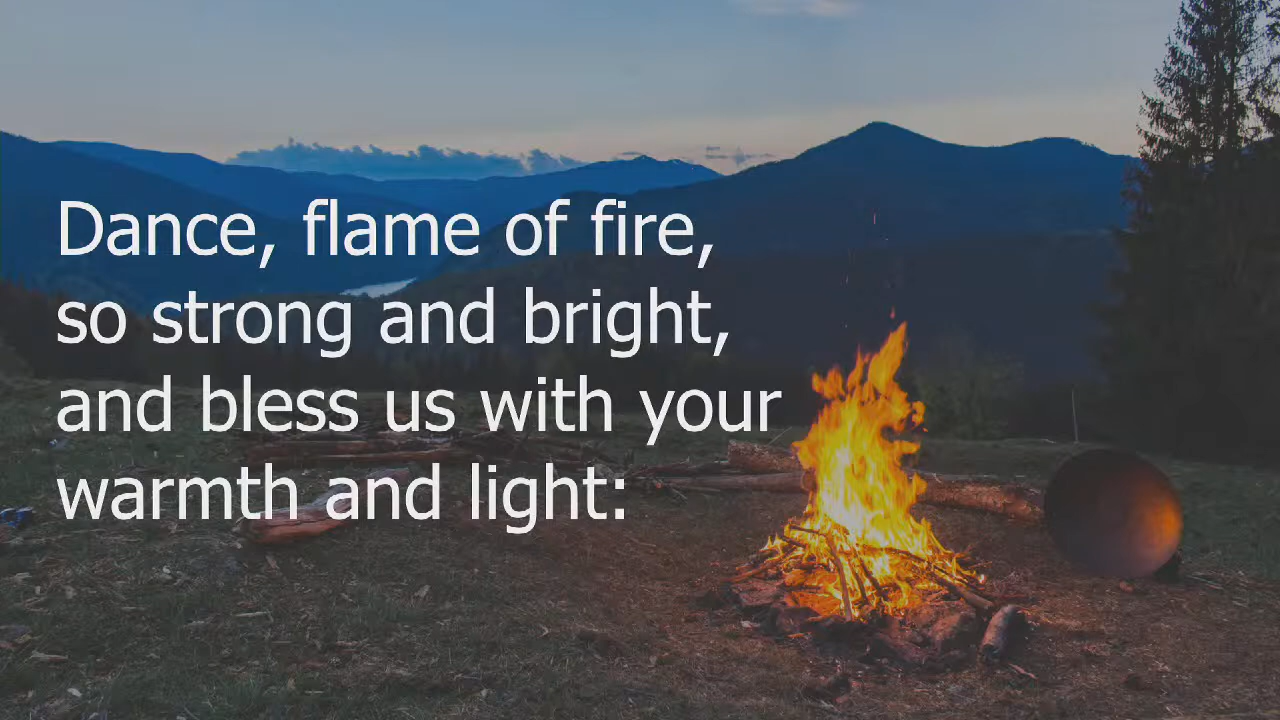 Dance, flame of fire,
so strong and bright,
and bless us with your
warmth and light: